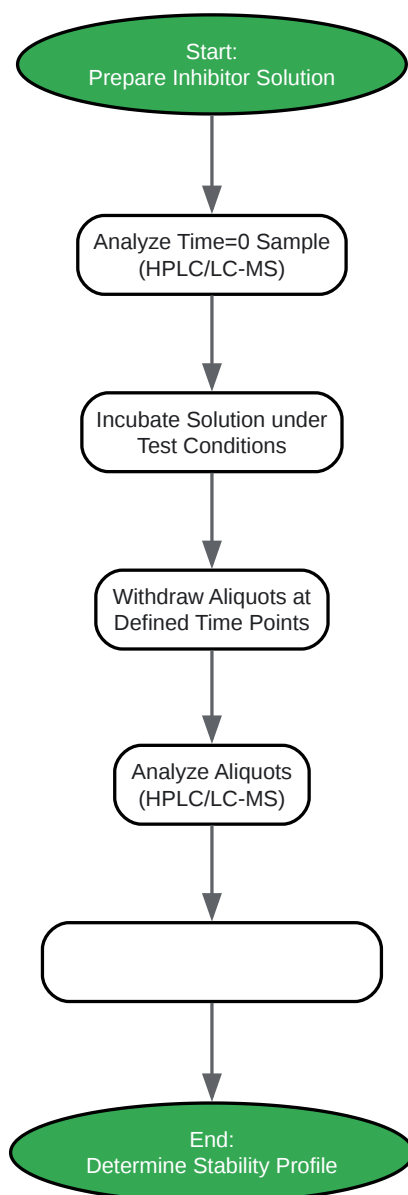 Start:
Prepare Inhibitor Solution
Analyze Time=0 Sample
(HPLC/LC-MS)
Incubate Solution under
Test Conditions
Withdraw Aliquots at
Defined Time Points
Analyze Aliquots
(HPLC/LC-MS)
End:
Determine Stability Profile